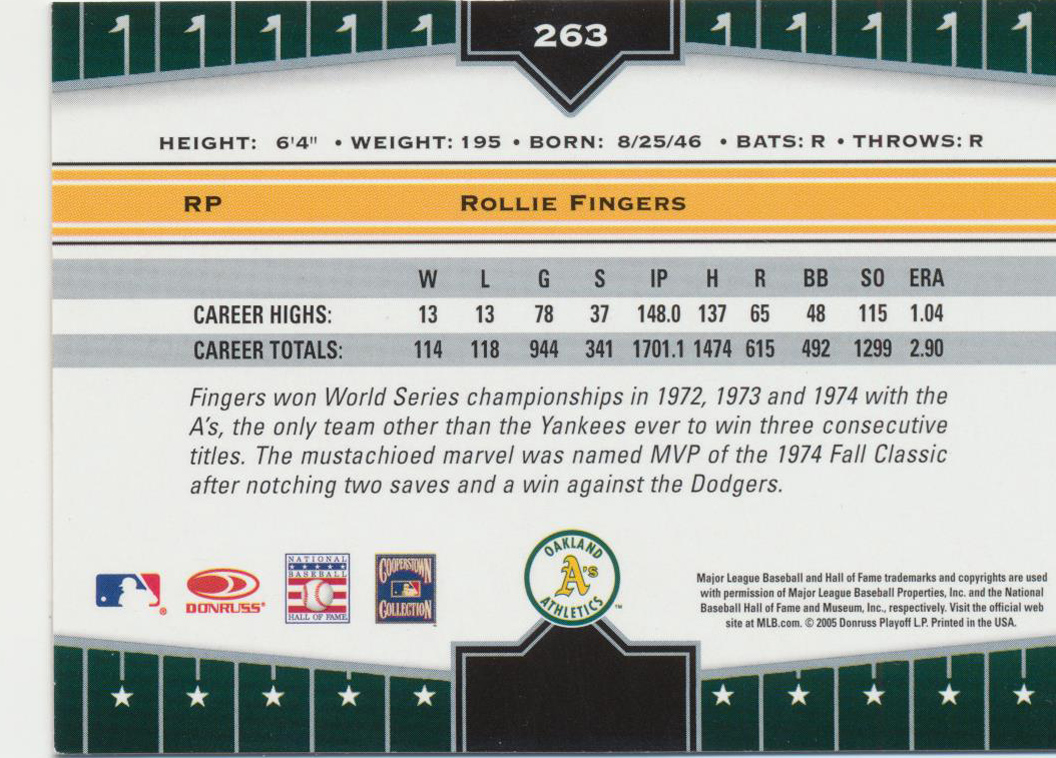 263
HEIGHT: 6'4" • WEIGHT: 195 • BORN: 8/25/46 • BATS: R • THROWS: R
RP ROLLIE FINGERS
W L G S IP H R BB SO ERA
CAREER HIGHS: 13 13 78 37 148.0 137 65 48 115 1.04
CAREER TOTALS: 114 118 944 341 1701.1 1474 615 492 1299 2.90
Fingers won World Series championships in 1972, 1973 and 1974 with the
A's, the only team other than the Yankees ever to win three consecutive
titles. The mustachioed marvel was named MVP of the 1974 Fall Classic
after notching two saves and a win against the Dodgers.
®
DONRUSS®
NATIONAL
BASEBALL
HALL OF FAME
COOPERSTOWN
COLLECTION
™
OAKLAND
A's
ATHLETICS
™
Major League Baseball and Hall of Fame trademarks and copyrights are used
with permission of Major League Baseball Properties, Inc. and the National
Baseball Hall of Fame and Museum, Inc., respectively. Visit the official web
site at MLB.com. © 2005 Donruss Playoff L.P. Printed in the USA.